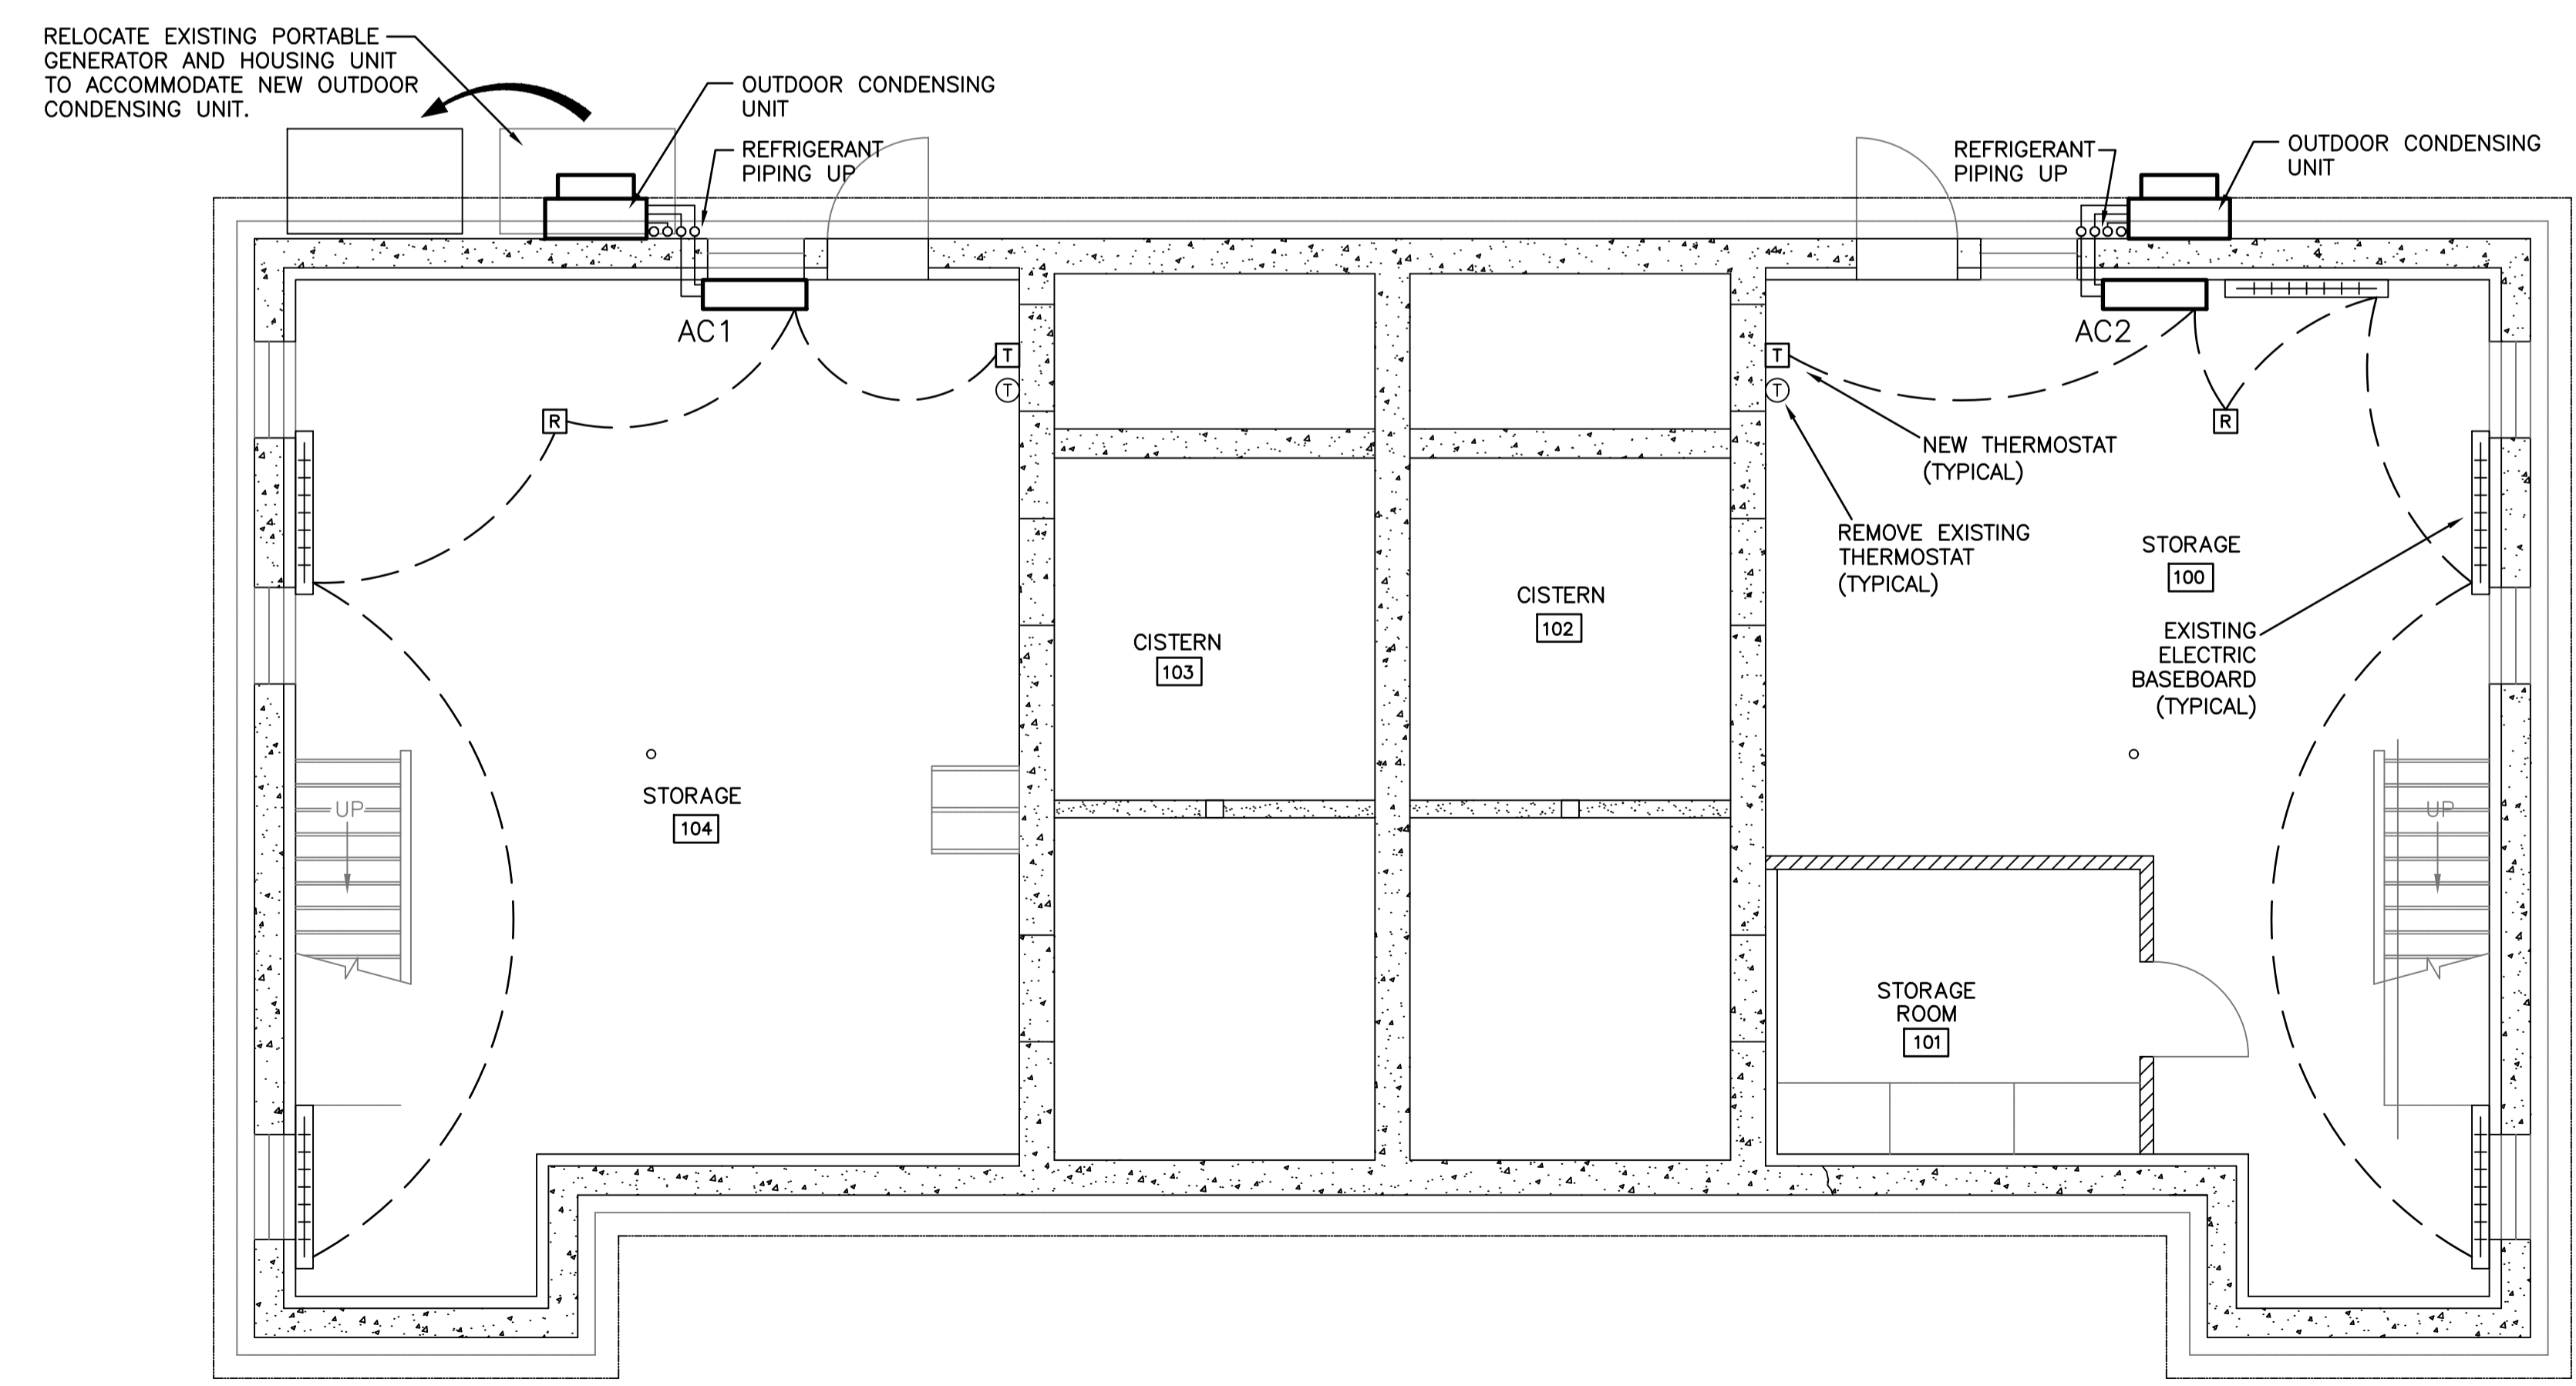 RELOCATE EXISTING PORTABLE
GENERATOR AND HOUSING UNIT
TO ACCOMMODATE NEW OUTDOOR
CONDENSING UNIT.
OUTDOOR CONDENSING
UNIT
REFRIGERANT
PIPING UP
REFRIGERANT
PIPING UP
OUTDOOR CONDENSING
UNIT
AC1
AC2
T
T
T
T
R
R
NEW THERMOSTAT
(TYPICAL)
REMOVE EXISTING
THERMOSTAT
(TYPICAL)
STORAGE
100
CISTERN
102
CISTERN
103
EXISTING
ELECTRIC
BASEBOARD
(TYPICAL)
UP
STORAGE
104
UP
STORAGE
ROOM
101